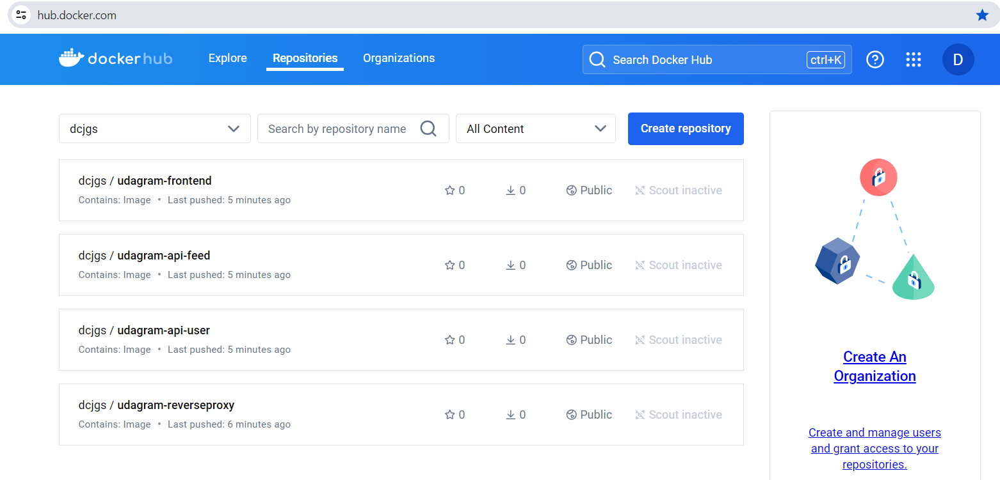 hub.docker.com
dockerhub Explore Repositories Organizations Search Docker Hub ctrl+K D
dcjgs Search by repository name All Content Create repository
dcjgs / udagram-frontend
Contains: Image • Last pushed: 5 minutes ago
0 0 Public Scout inactive
dcjgs / udagram-api-feed
Contains: Image • Last pushed: 5 minutes ago
0 0 Public Scout inactive
dcjgs / udagram-api-user
Contains: Image • Last pushed: 5 minutes ago
0 0 Public Scout inactive
dcjgs / udagram-reverseproxy
Contains: Image • Last pushed: 6 minutes ago
0 0 Public Scout inactive
Create An
Organization
Create and manage users
and grant access to your
repositories.